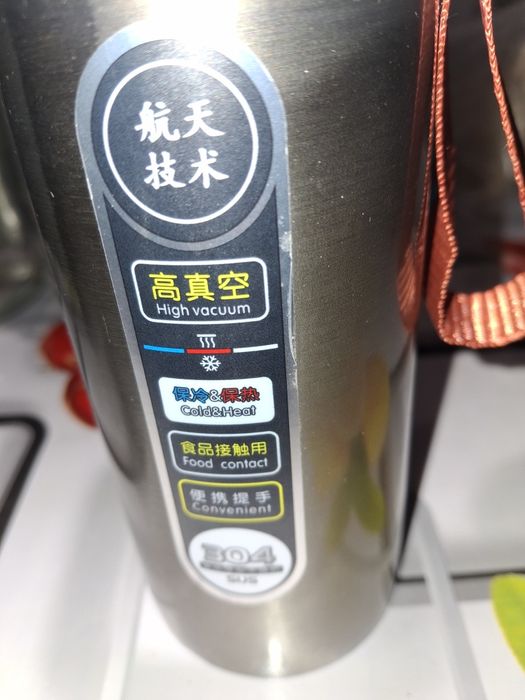 航天
技术
高真空
High vacuum
保冷&保热
Cold&Heat
食品接触用
Food contact
便携提手
Convenient
304
SUS